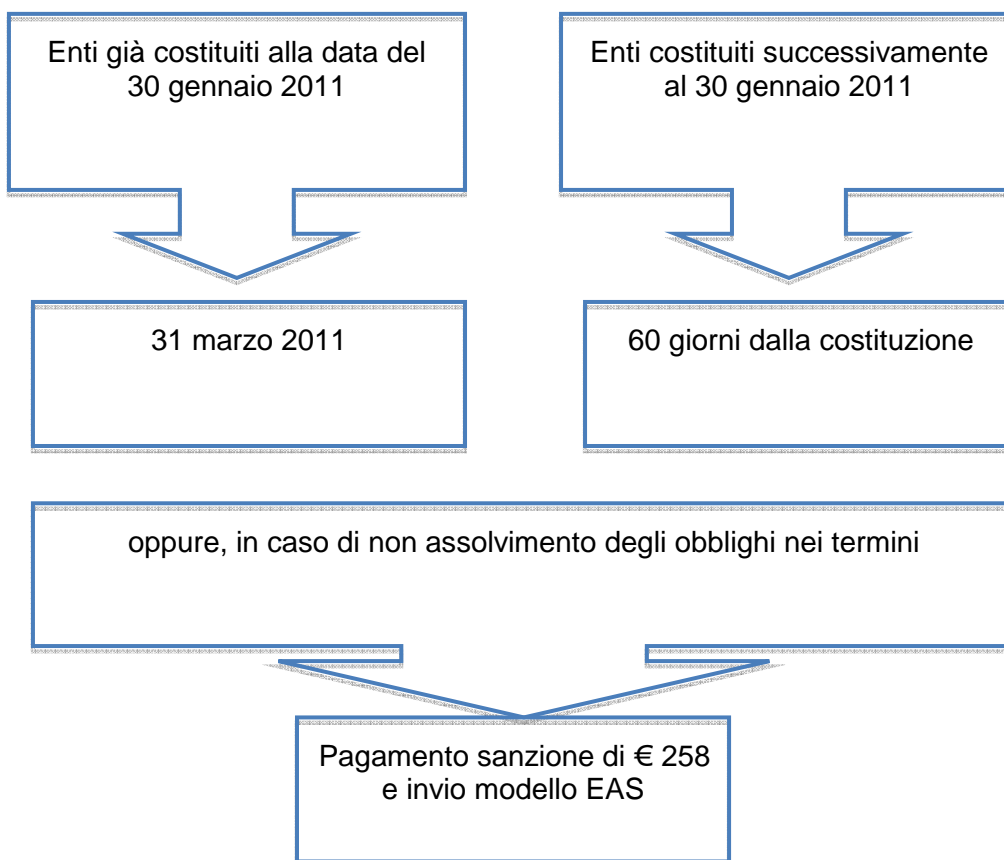 Enti già costituiti alla data del
30 gennaio 2011
Enti costituiti successivamente
al 30 gennaio 2011
31 marzo 2011
60 giorni dalla costituzione
oppure, in caso di non assolvimento degli obblighi nei termini
Pagamento sanzione di € 258
e invio modello EAS